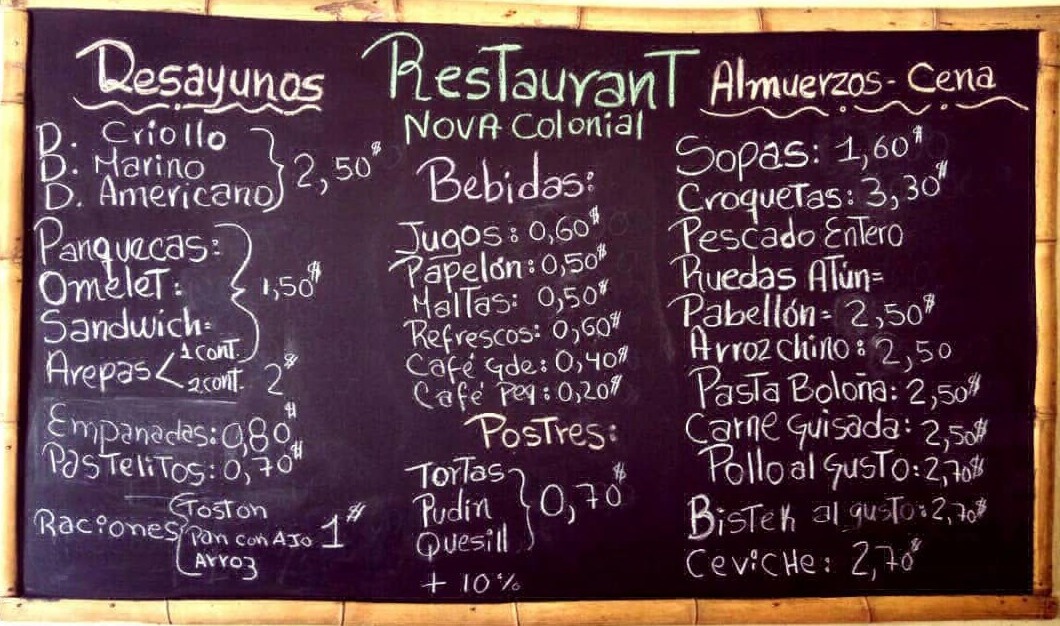 Desayunos
D. Criollo
D. Marino
D. Americano
2,50$
Panquecas:
Omelet:
Sandwich:
1,50$
Arepas 1 cont.
2 cont. 2$
Empanadas: 0,80$
Pastelitos: 0,70$
Raciones
Toston
Pan con Ajo
Arroz
1$
Restaurant
Nova Colonial
Bebidas:
Jugos: 0,60$
Papelón: 0,50$
Maltas: 0,50$
Refrescos: 0,60$
Café Gde: 0,40$
Café Peq: 0,20$
Postres:
Tortas
Pudin
Quesill
0,70$
+ 10%
Almuerzos - Cena
Sopas: 1,60$
Croquetas: 3,30$
Pescado Entero
Ruedas Atún=
Pabellón= 2,50$
Arroz chino: 2,50
Pasta Boloña: 2,50$
Carne Guisada: 2,50$
Pollo al Gusto: 2,70$
Bistek al gusto: 2,70$
Ceviche: 2,70$